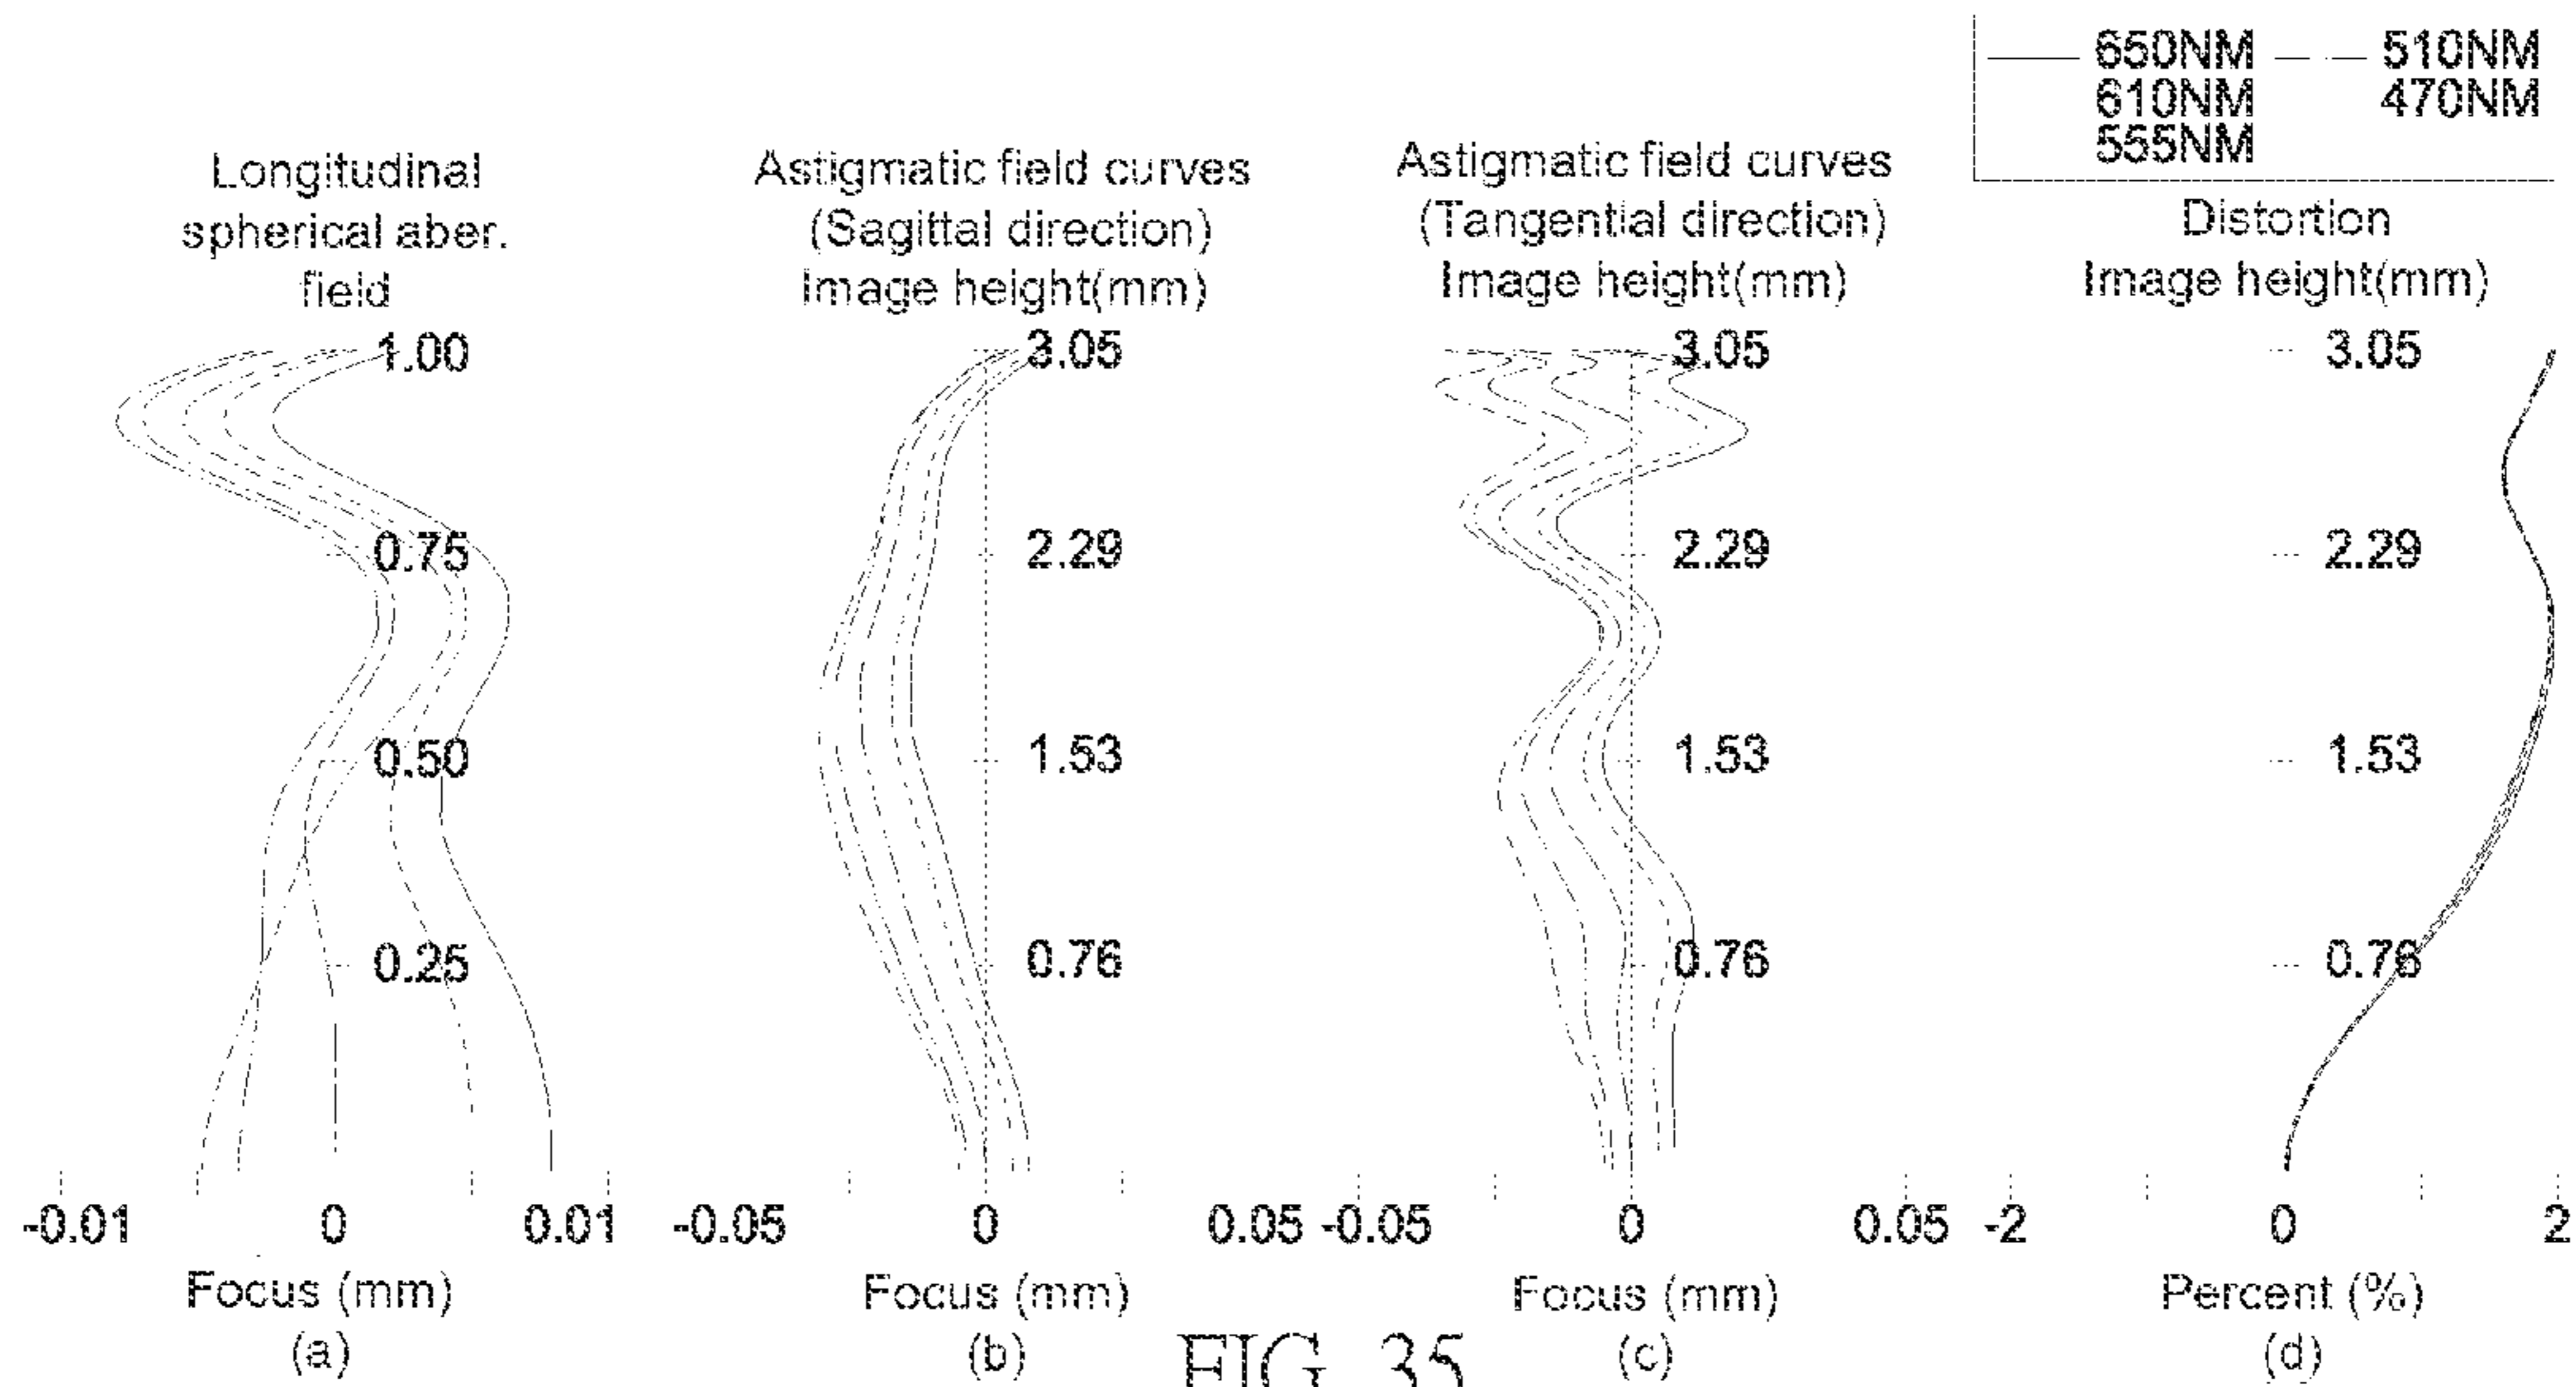 650NM 510NM
610NM 470NM
555NM
Longitudinal
spherical aber.
field
1.00
0.75
0.50
0.25
-0.01 0 0.01
Focus (mm)
(a)
Astigmatic field curves
(Sagittal direction)
Image height(mm)
3.05
2.29
1.53
0.76
-0.05 0 0.05
Focus (mm)
(b)
Astigmatic field curves
(Tangential direction)
Image height(mm)
3.05
2.29
1.53
0.76
-0.05 0 0.05
Focus (mm)
(c)
Distortion
Image height(mm)
3.05
2.29
1.53
0.76
-2 0 2
Percent (%)
(d)
FIG. 35